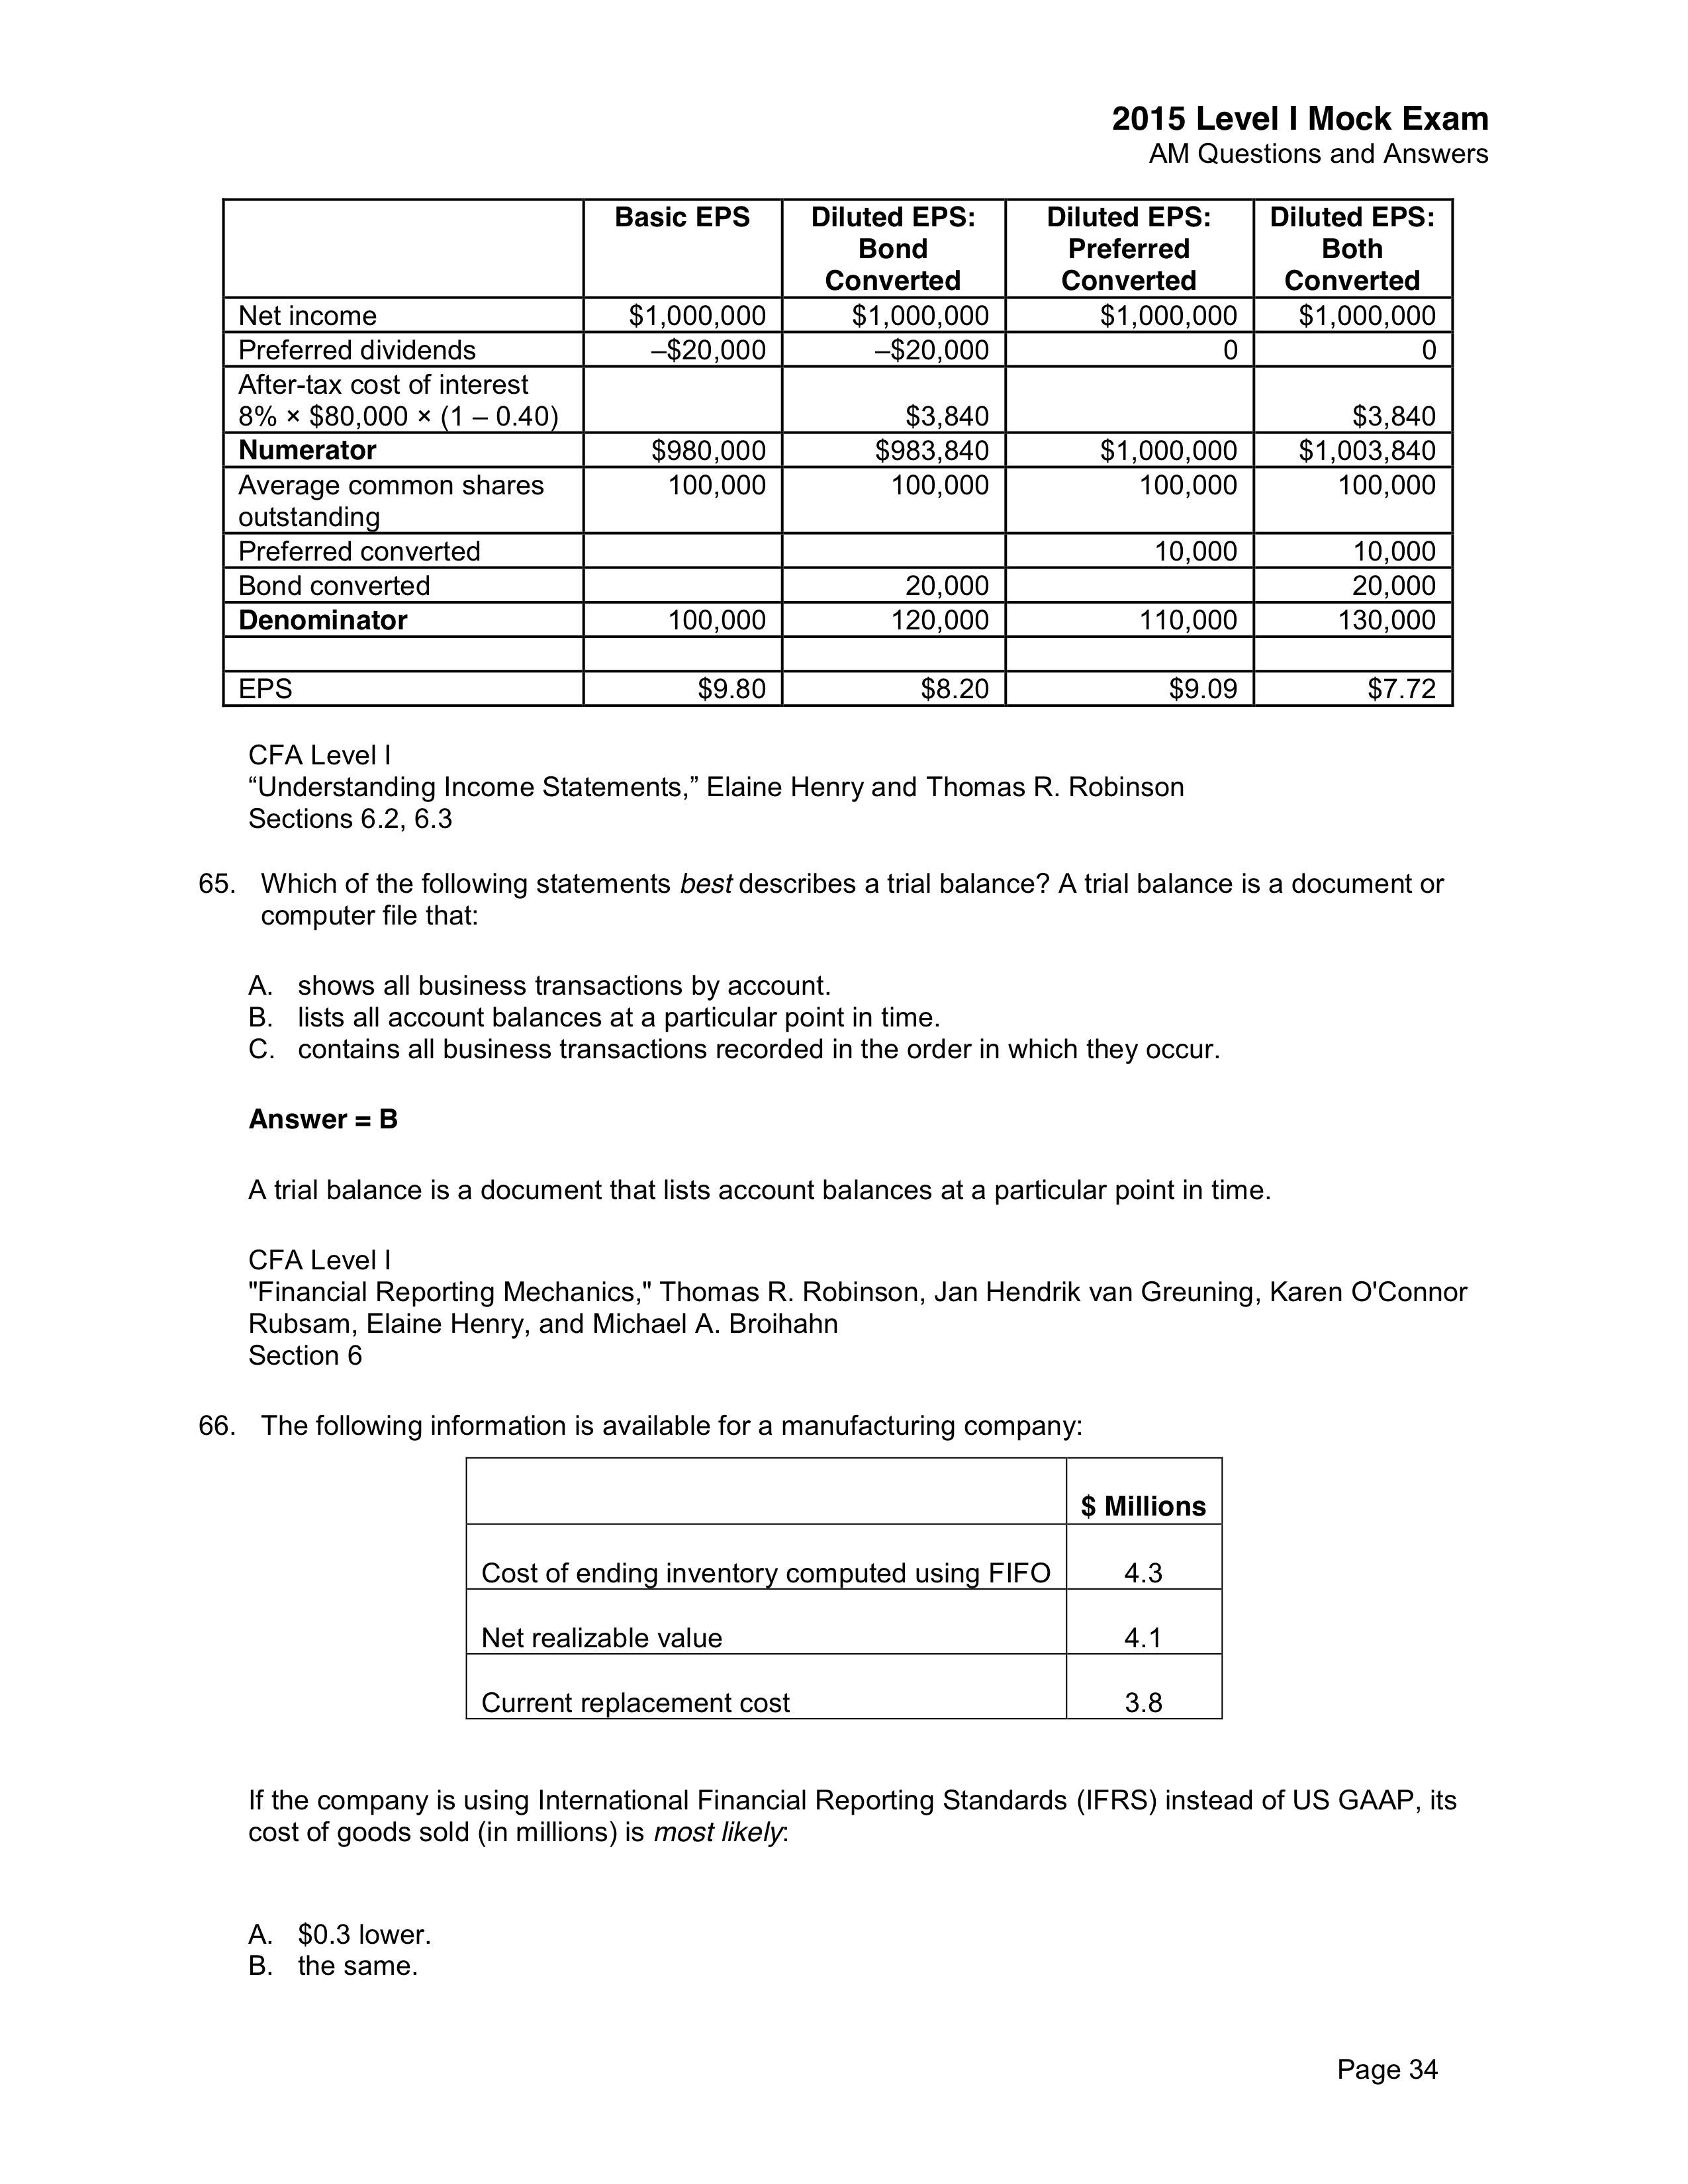 2015 Level I Mock Exam
AM Questions and Answers
Basic EPS Diluted EPS: Bond Converted Diluted EPS: Preferred Converted Diluted EPS: Both Converted
Net income $1,000,000 $1,000,000 $1,000,000 $1,000,000
Preferred dividends –$20,000 –$20,000 0 0
After-tax cost of interest
8% × $80,000 × (1 – 0.40) $3,840 $3,840
Numerator $980,000 $983,840 $1,000,000 $1,003,840
Average common shares 100,000 100,000 100,000 100,000
outstanding
Preferred converted 10,000 10,000
Bond converted 20,000 20,000
Denominator 100,000 120,000 110,000 130,000
EPS $9.80 $8.20 $9.09 $7.72
CFA Level I
“Understanding Income Statements,” Elaine Henry and Thomas R. Robinson
Sections 6.2, 6.3
65. Which of the following statements best describes a trial balance? A trial balance is a document or
computer file that:
A. shows all business transactions by account.
B. lists all account balances at a particular point in time.
C. contains all business transactions recorded in the order in which they occur.
Answer = B
A trial balance is a document that lists account balances at a particular point in time.
CFA Level I
"Financial Reporting Mechanics," Thomas R. Robinson, Jan Hendrik van Greuning, Karen O'Connor
Rubsam, Elaine Henry, and Michael A. Broihahn
Section 6
66. The following information is available for a manufacturing company:
$ Millions
Cost of ending inventory computed using FIFO 4.3
Net realizable value 4.1
Current replacement cost 3.8
If the company is using International Financial Reporting Standards (IFRS) instead of US GAAP, its
cost of goods sold (in millions) is most likely:
A. $0.3 lower.
B. the same.
Page 34